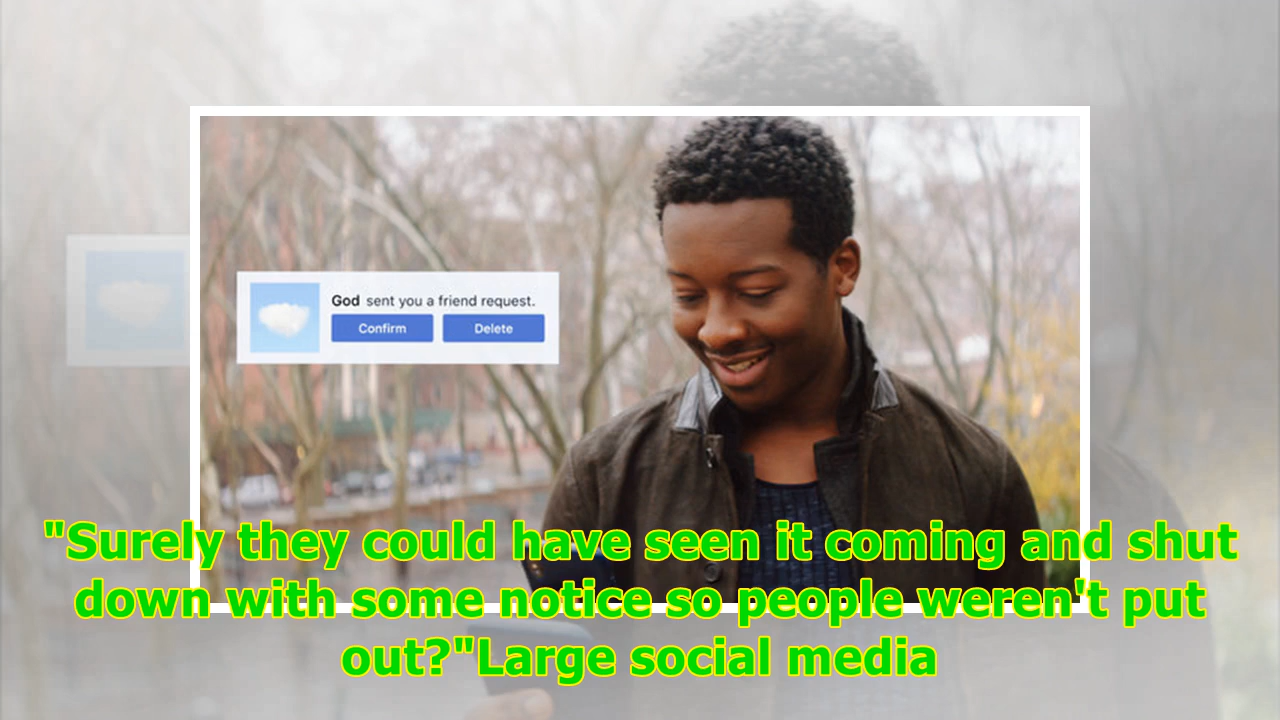 God sent you a friend request.
Confirm Delete
"Surely they could have seen it coming and shut
down with some notice so people weren't put
out?"Large social media